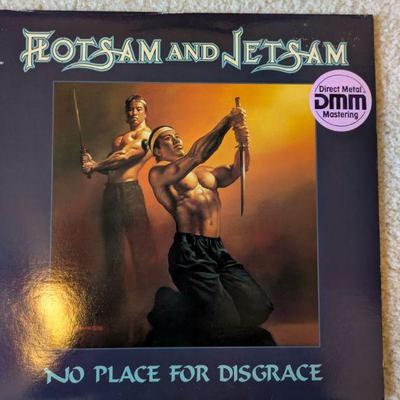 FLOTSAM AND JETSAM
Direct Metal
DMM
Mastering
NO PLACE FOR DISGRACE